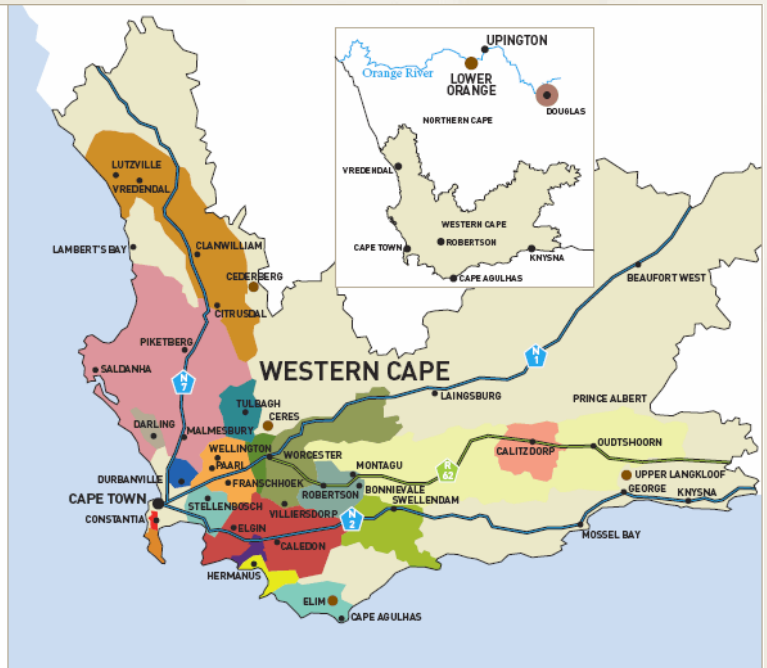 UPINGTON
Orange River
LOWER
ORANGE
DOUGLAS
NORTHERN CAPE
VREDENDAL
WESTERN CAPE
CAPE TOWN
ROBERTSON
KNYSNA
CAPE AGULHAS
LUTZVILLE
VREDENDAL
LAMBERT'S BAY
CLANWILLIAM
CEDERBERG
CITRUSDAL
BEAUFORT WEST
PIKETBERG
N
1
SALDANHA
WESTERN CAPE
N
7
LAINGSBURG
PRINCE ALBERT
TULBAGH
CERES
DARLING
MALMESBURY
CALITZDORP
OUDTSHOORN
WELLINGTON
WORCESTER
PAARL
MONTAGU
R
62
UPPER LANGKLOOF
DURBANVILLE
FRANSCHHOEK
ROBERTSON
BONNIEVALE
GEORGE
KNYSNA
CAPE TOWN
STELLENBOSCH
VILLIERSDORP
SWELLENDAM
CONSTANTIA
N
2
ELGIN
MOSSEL BAY
CALEDON
HERMANUS
ELIM
CAPE AGULHAS